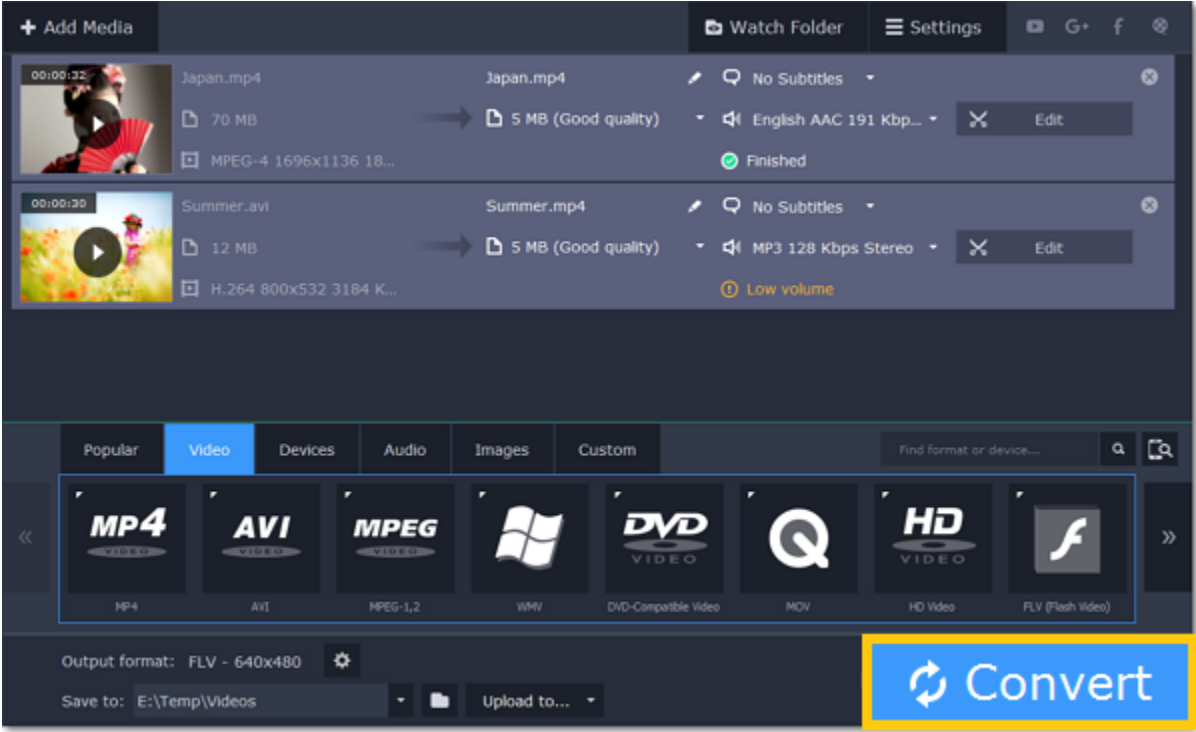 Add Media
Watch Folder
Settings
G+
f
00:00:32
Japan.mp4
Japan.mp4
No Subtitles
70 MB
5 MB (Good quality)
English AAC 191 Kbp...
Edit
MPEG-4 1696x1136 18...
Finished
00:00:30
Summer.avi
Summer.mp4
No Subtitles
12 MB
5 MB (Good quality)
MP3 128 Kbps Stereo
Edit
H.264 800x532 3184 K...
Low volume
Popular
Video
Devices
Audio
Images
Custom
Find format or device....
MP4
VIDEO
AVI
VIDEO
MPEG
VIDEO
DVD
VIDEO
HD
VIDEO
f
MP4
AVI
MPEG-1,2
WMV
DVD-Compatible Video
MOV
HD Video
FLV (Flash Video)
Output format: FLV - 640x480
Save to: E:\Temp\Videos
Upload to...
Convert